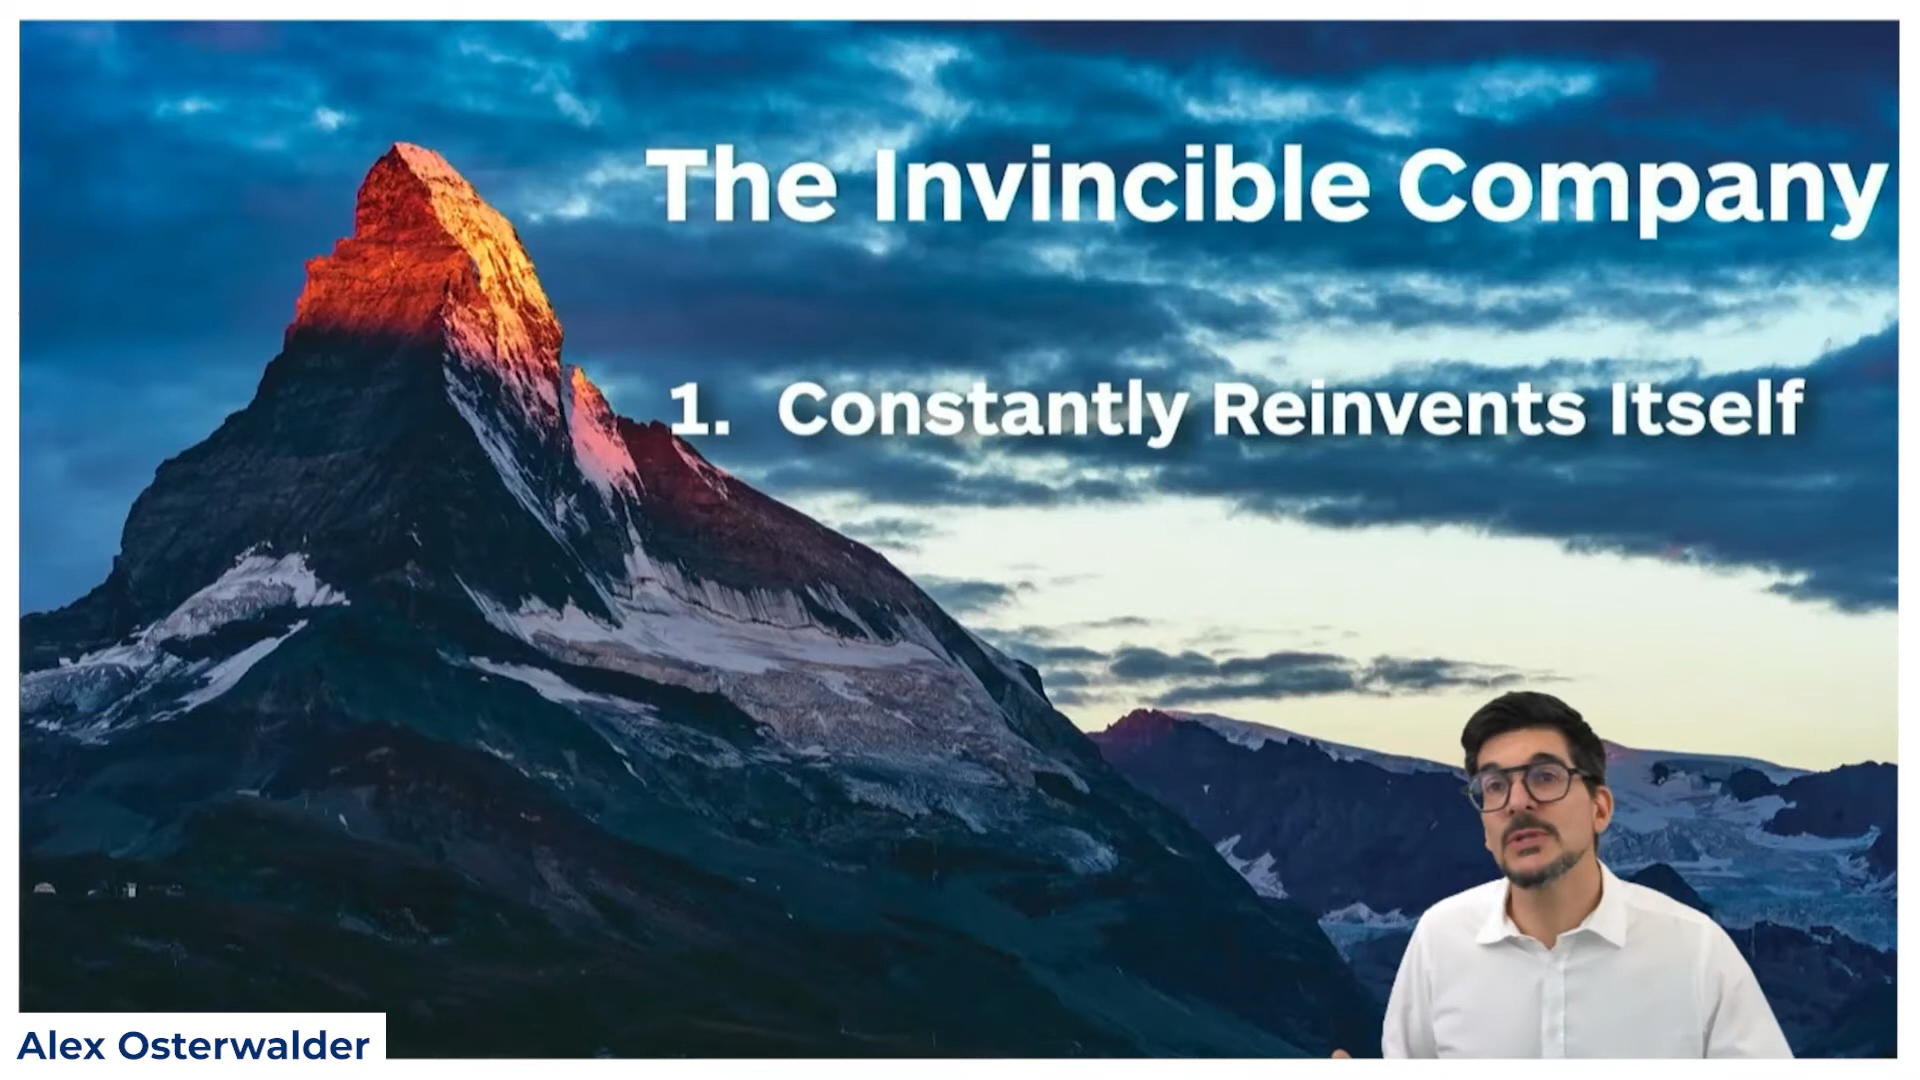 The Invincible Company
1. Constantly Reinvents Itself
Alex Osterwalder